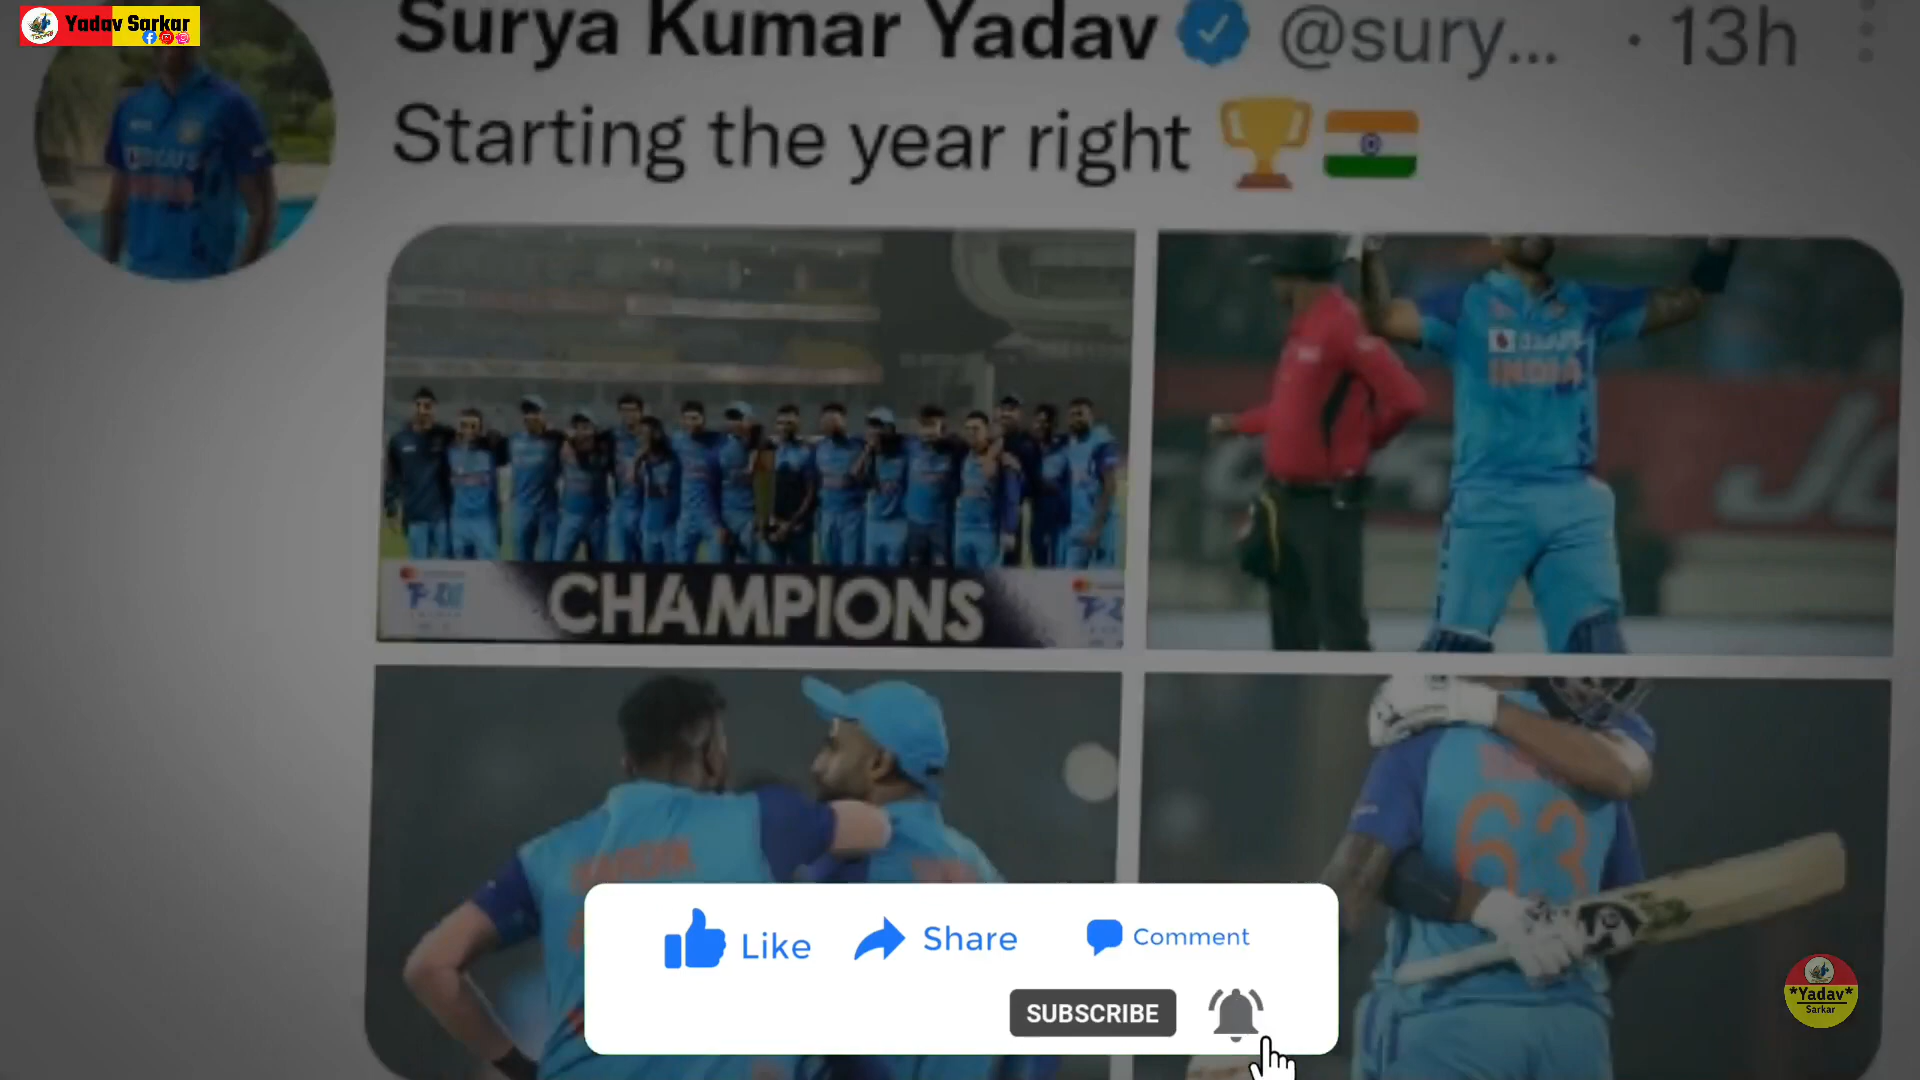 Yadav Sarkar
Surya Kumar Yadav @sury... · 13h
Starting the year right
INDIA
CHAMPIONS
63
Like Share Comment
SUBSCRIBE
*Yadav*
Sarkar